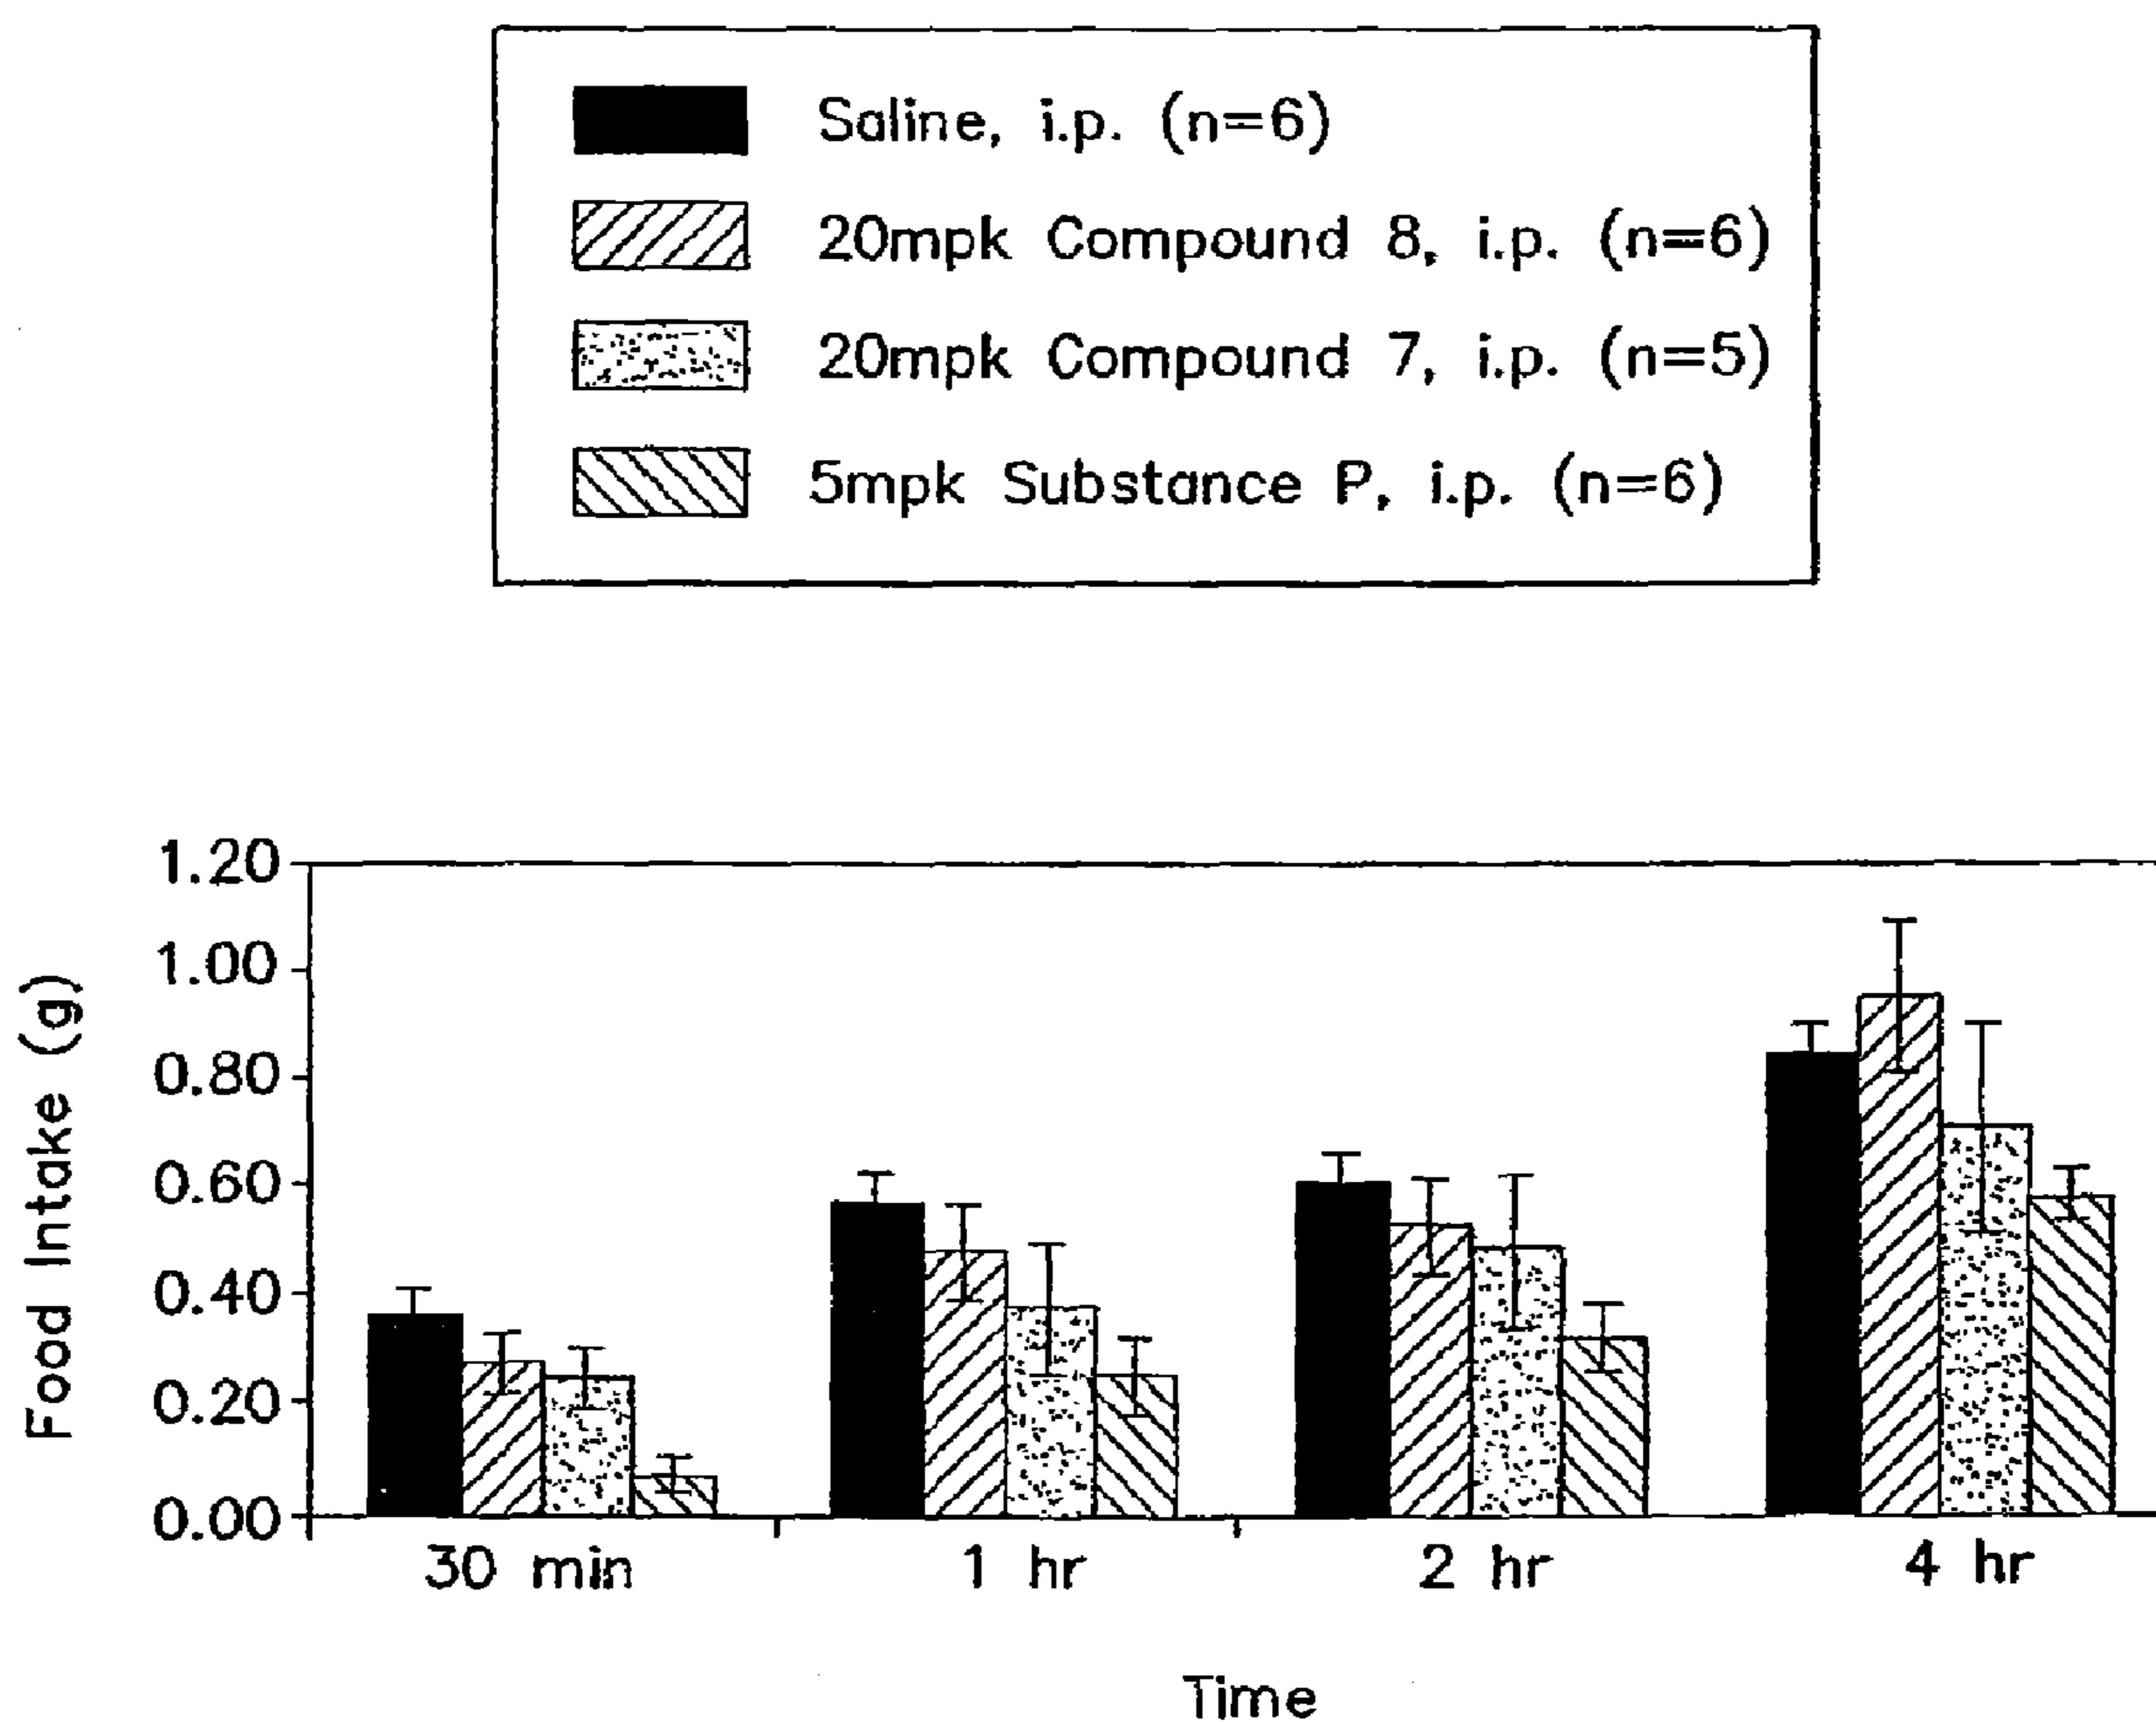 Saline, i.p. (n=6)
20mpk Compound 8, i.p. (n=6)
20mpk Compound 7, i.p. (n=5)
5mpk Substance P, i.p. (n=6)
1.20
1.00
0.80
0.60
0.40
0.20
0.00
Food Intake (g)
30 min
1 hr
2 hr
4 hr
Time